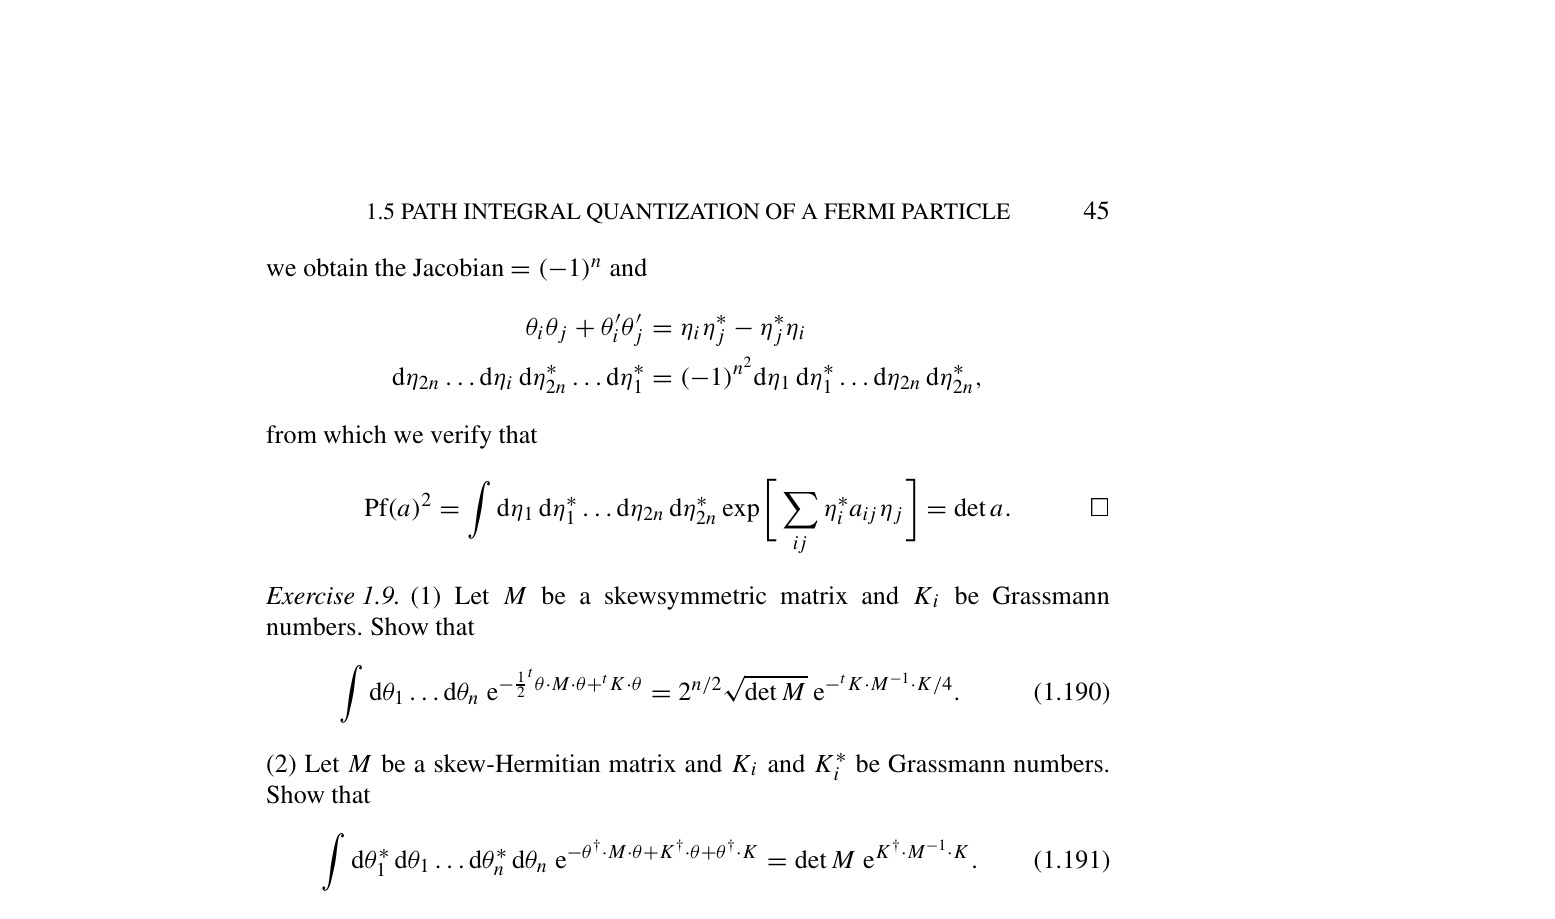 1.5 PATH INTEGRAL QUANTIZATION OF A FERMI PARTICLE 45
we obtain the Jacobian = (−1)ⁿ and
θ_iθ_j + θ′_iθ′_j = η_iη*_j − η*_jη_i
dη_{2n} … dη_i dη*_{2n} … dη*_1 = (−1)^{n²} dη_1 dη*_1 … dη_{2n} dη*_{2n},
from which we verify that
Pf(a)² = ∫ dη_1 dη*_1 … dη_{2n} dη*_{2n} exp[∑_{ij} η*_i a_{ij} η_j] = det a. □
Exercise 1.9. (1) Let M be a skewsymmetric matrix and K_i be Grassmann
numbers. Show that
∫ dθ_1 … dθ_n e^{−½ ᵗθ·M·θ+ᵗK·θ} = 2^{n/2}√(det M) e^{−ᵗK·M⁻¹·K/4}. (1.190)
(2) Let M be a skew-Hermitian matrix and K_i and K*_i be Grassmann numbers.
Show that
∫ dθ*_1 dθ_1 … dθ*_n dθ_n e^{−θ†·M·θ+K†·θ+θ†·K} = det M e^{K†·M⁻¹·K}. (1.191)